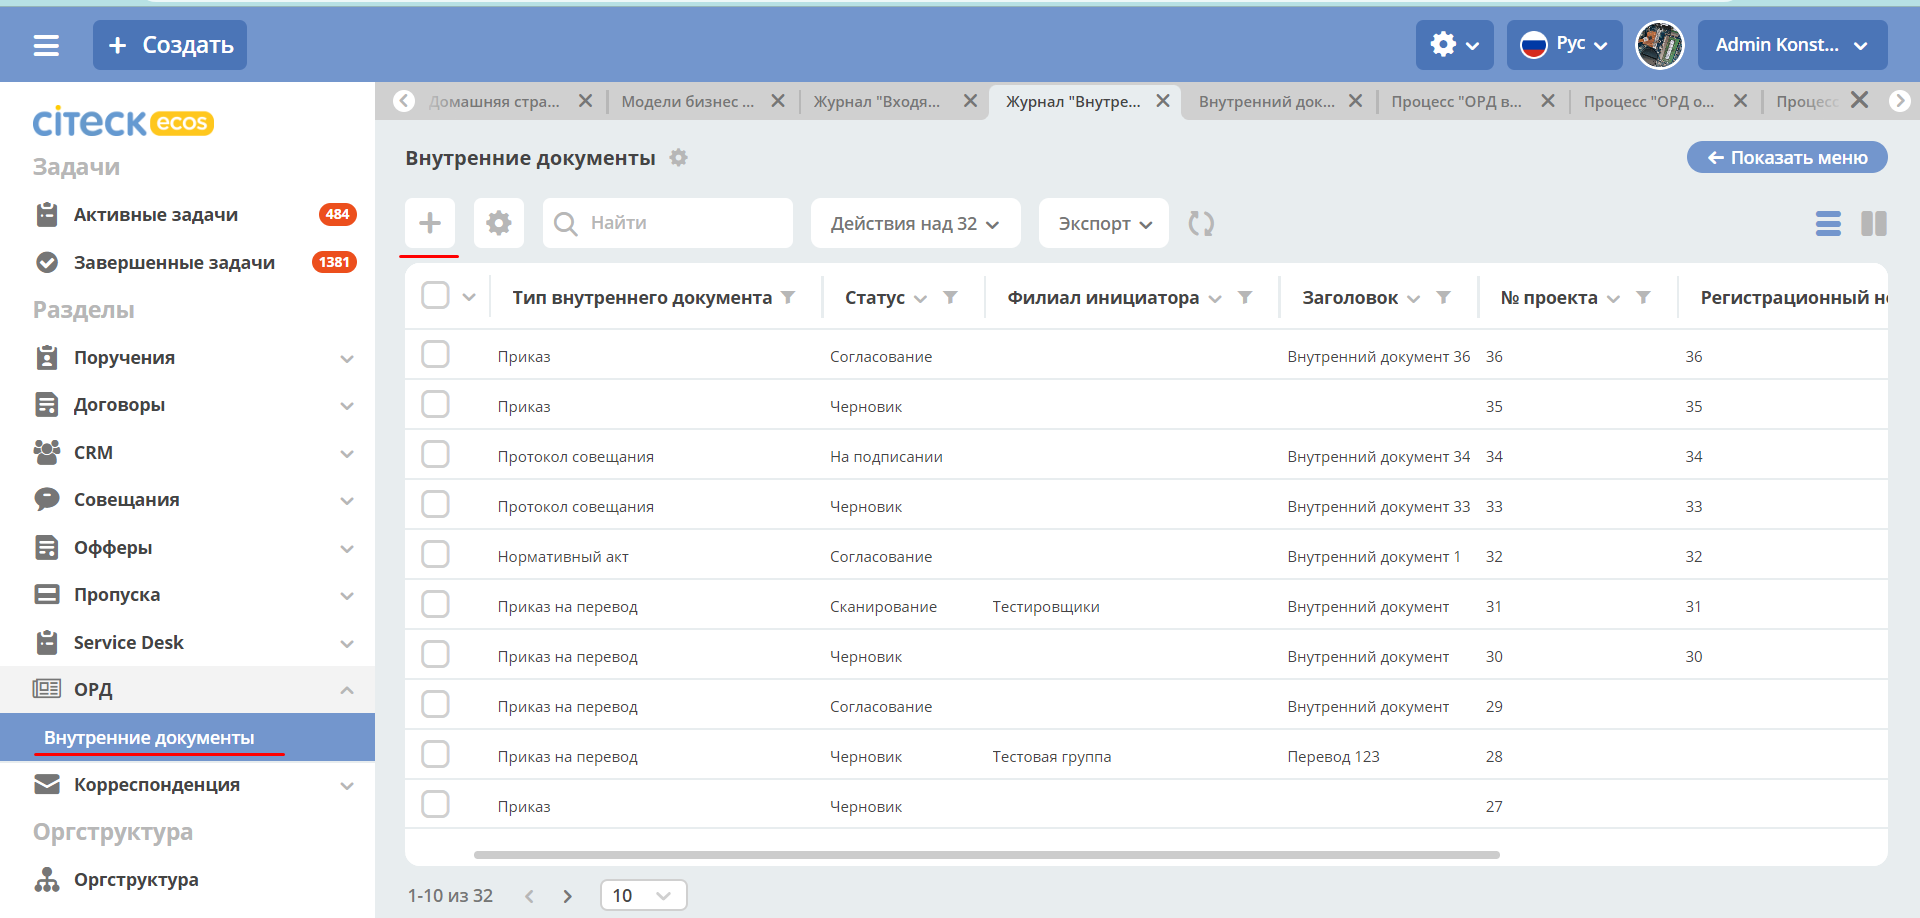 Создать
Рус
Admin Konst...
citeck ecos
Домашняя стра...
Модели бизнес ...
Журнал "Входя...
Журнал "Внутре...
Внутренний док...
Процесс "ОРД в...
Процесс "ОРД о...
Процесс
Задачи
Активные задачи 484
Завершенные задачи 1381
Разделы
Поручения
Договоры
CRM
Совещания
Офферы
Пропуска
Service Desk
ОРД
Внутренние документы
Корреспонденция
Оргструктура
Оргструктура
Внутренние документы
Показать меню
Найти
Действия над 32
Экспорт
Тип внутреннего документа Статус Филиал инициатора Заголовок № проекта Регистрационный н
Приказ Согласование Внутренний документ 36 36 36
Приказ Черновик 35 35
Протокол совещания На подписании Внутренний документ 34 34 34
Протокол совещания Черновик Внутренний документ 33 33 33
Нормативный акт Согласование Внутренний документ 1 32 32
Приказ на перевод Сканирование Тестировщики Внутренний документ 31 31
Приказ на перевод Черновик Внутренний документ 30 30
Приказ на перевод Согласование Внутренний документ 29
Приказ на перевод Черновик Тестовая группа Перевод 123 28
Приказ Черновик 27
1-10 из 32
10